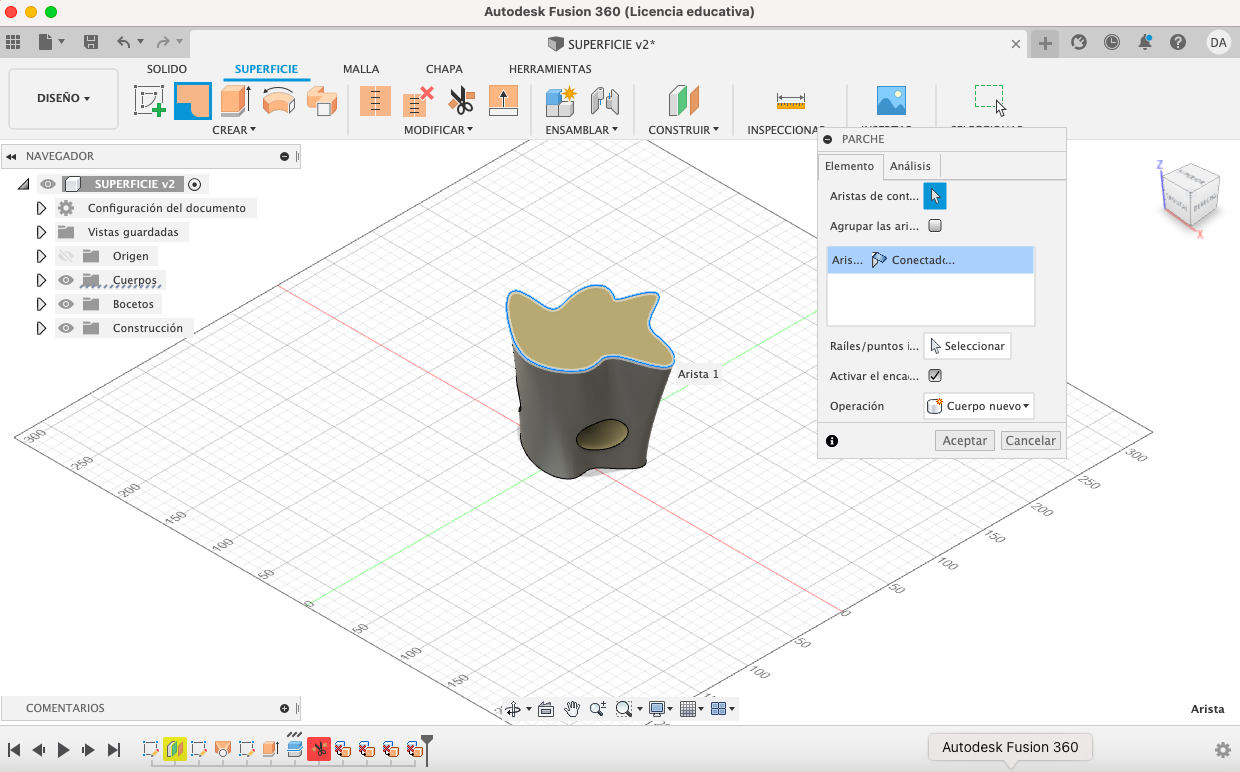 Autodesk Fusion 360 (Licencia educativa)
SUPERFICIE v2*
DA
SOLIDO SUPERFICIE MALLA CHAPA HERRAMIENTAS
DISEÑO
CREAR MODIFICAR ENSAMBLAR CONSTRUIR INSPECCIONAR INSERTAR SELECCIONAR
NAVEGADOR
SUPERFICIE v2
Configuración del documento
Vistas guardadas
Origen
Cuerpos
Bocetos
Construcción
PARCHE
Elemento Análisis
Aristas de cont...
Agrupar las ari...
Aris... Conectado...
Raíles/puntos i... Seleccionar
Activar el enca...
Operación Cuerpo nuevo
Aceptar Cancelar
Z
X
Arista 1
300
250
200
150
100
50
0
50
100
150
300
250
200
150
100
50
0
50
100
150
COMENTARIOS
Arista
Autodesk Fusion 360